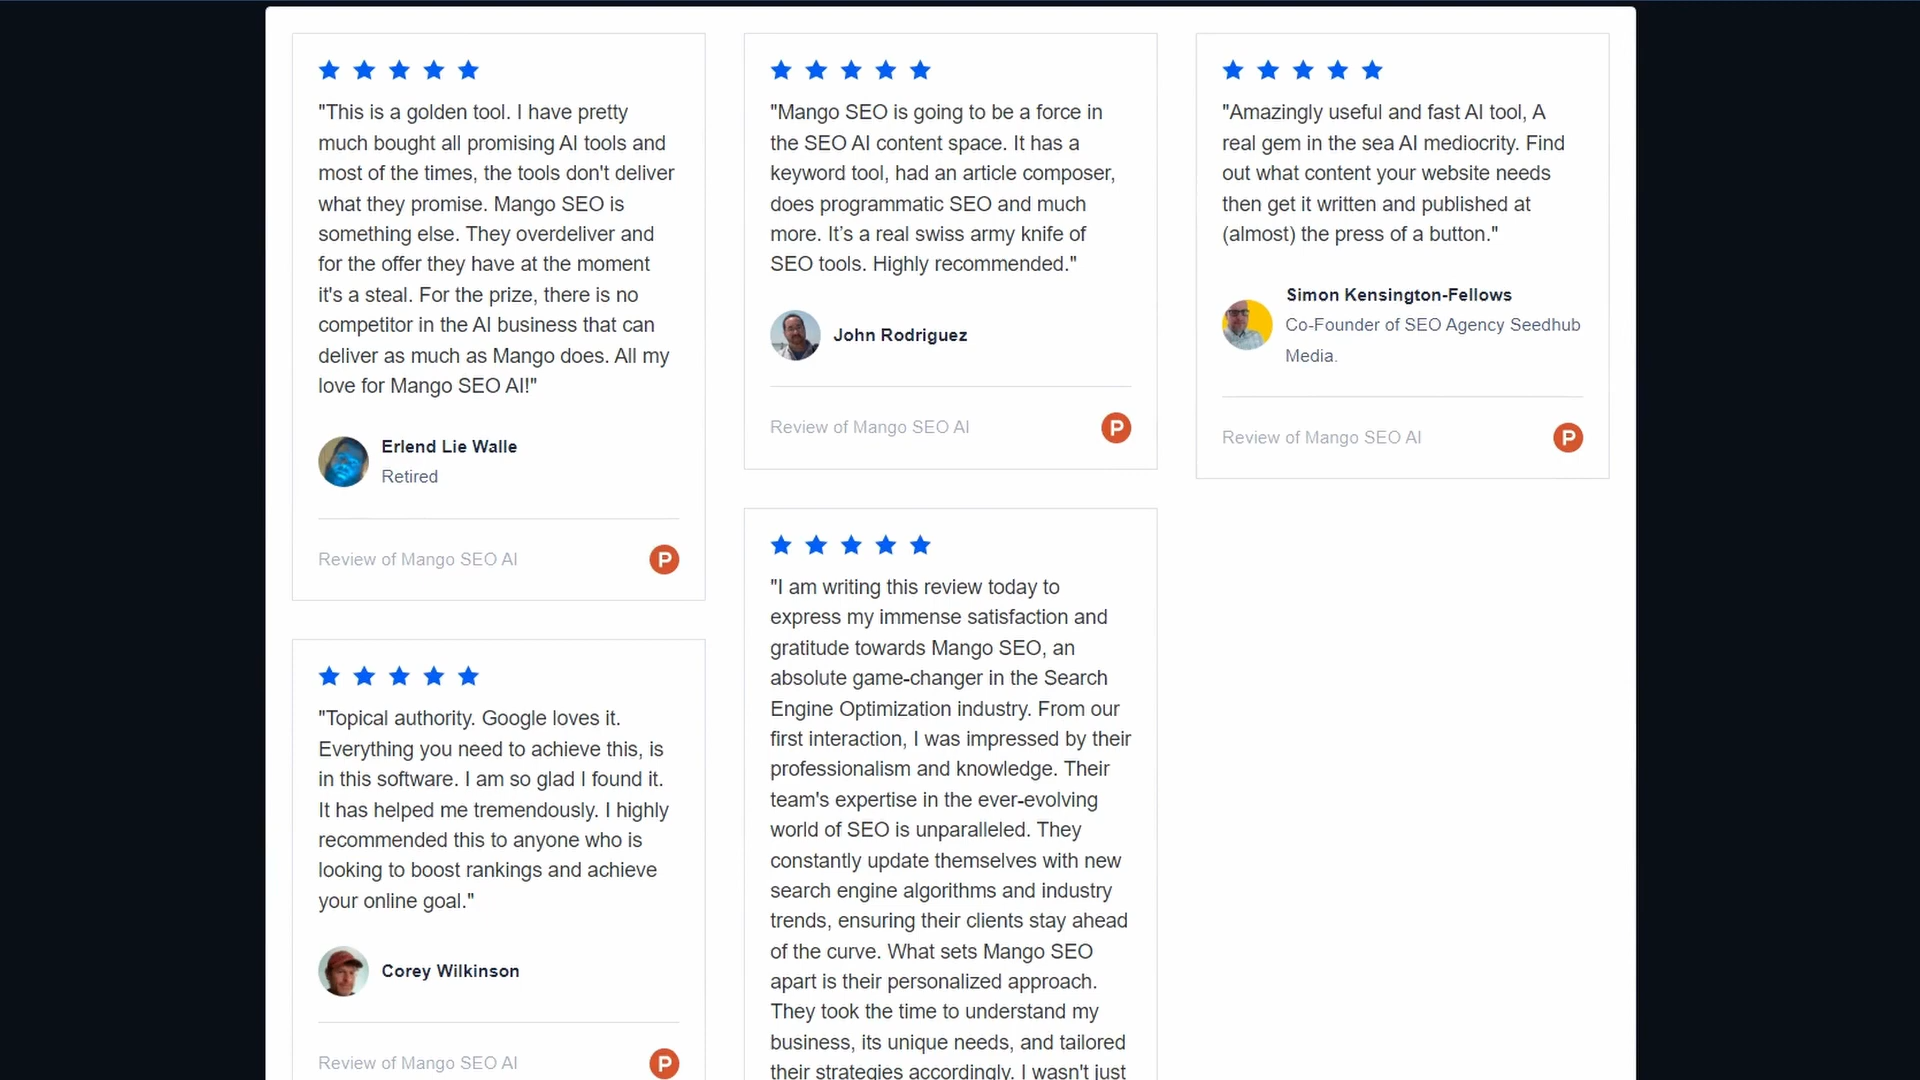 "This is a golden tool. I have pretty
much bought all promising AI tools and
most of the times, the tools don't deliver
what they promise. Mango SEO is
something else. They overdeliver and
for the offer they have at the moment
it's a steal. For the prize, there is no
competitor in the AI business that can
deliver as much as Mango does. All my
love for Mango SEO AI!"
Erlend Lie Walle
Retired
Review of Mango SEO AI
P
"Topical authority. Google loves it.
Everything you need to achieve this, is
in this software. I am so glad I found it.
It has helped me tremendously. I highly
recommended this to anyone who is
looking to boost rankings and achieve
your online goal."
Corey Wilkinson
Review of Mango SEO AI
P
"Mango SEO is going to be a force in
the SEO AI content space. It has a
keyword tool, had an article composer,
does programmatic SEO and much
more. It’s a real swiss army knife of
SEO tools. Highly recommended."
John Rodriguez
Review of Mango SEO AI
P
"I am writing this review today to
express my immense satisfaction and
gratitude towards Mango SEO, an
absolute game-changer in the Search
Engine Optimization industry. From our
first interaction, I was impressed by their
professionalism and knowledge. Their
team's expertise in the ever-evolving
world of SEO is unparalleled. They
constantly update themselves with new
search engine algorithms and industry
trends, ensuring their clients stay ahead
of the curve. What sets Mango SEO
apart is their personalized approach.
They took the time to understand my
business, its unique needs, and tailored
their strategies accordingly. I wasn't just
"Amazingly useful and fast AI tool, A
real gem in the sea AI mediocrity. Find
out what content your website needs
then get it written and published at
(almost) the press of a button."
Simon Kensington-Fellows
Co-Founder of SEO Agency Seedhub
Media.
Review of Mango SEO AI
P